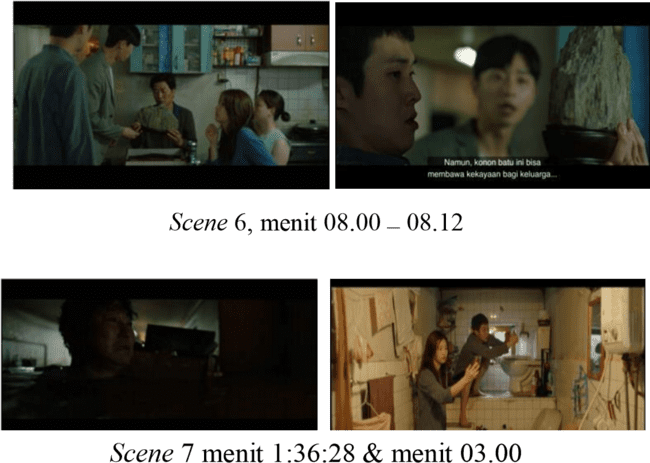 Namun, konon batu ini bisa
membawa kekayaan bagi keluarga...
Scene 6, menit 08.00 – 08.12
Scene 7 menit 1:36:28 & menit 03.00